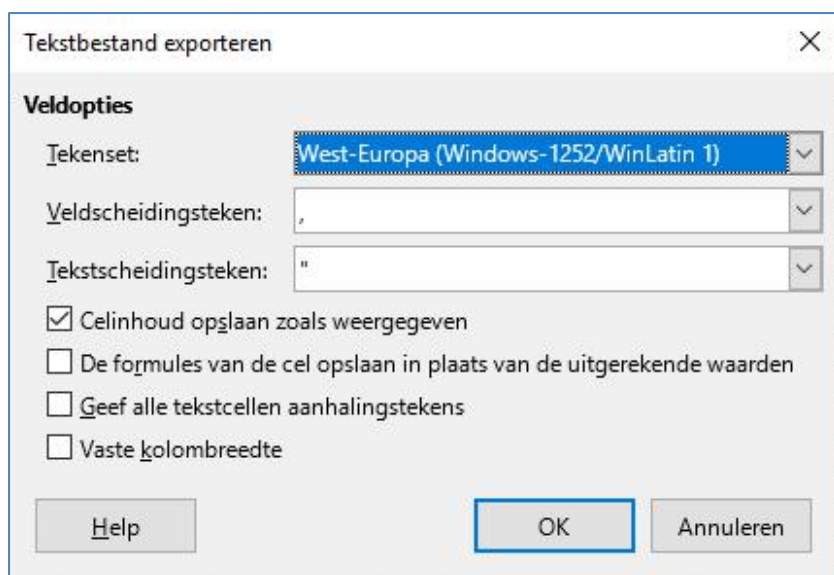 Tekstbestand exporteren
Veldopties
Tekenset: West-Europa (Windows-1252/WinLatin 1)
Veldscheidingsteken: ,
Tekstscheidingsteken: "
Celinhoud opslaan zoals weergegeven
De formules van de cel opslaan in plaats van de uitgerekende waarden
Geef alle tekstcellen aanhalingstekens
Vaste kolombreedte
Help OK Annuleren